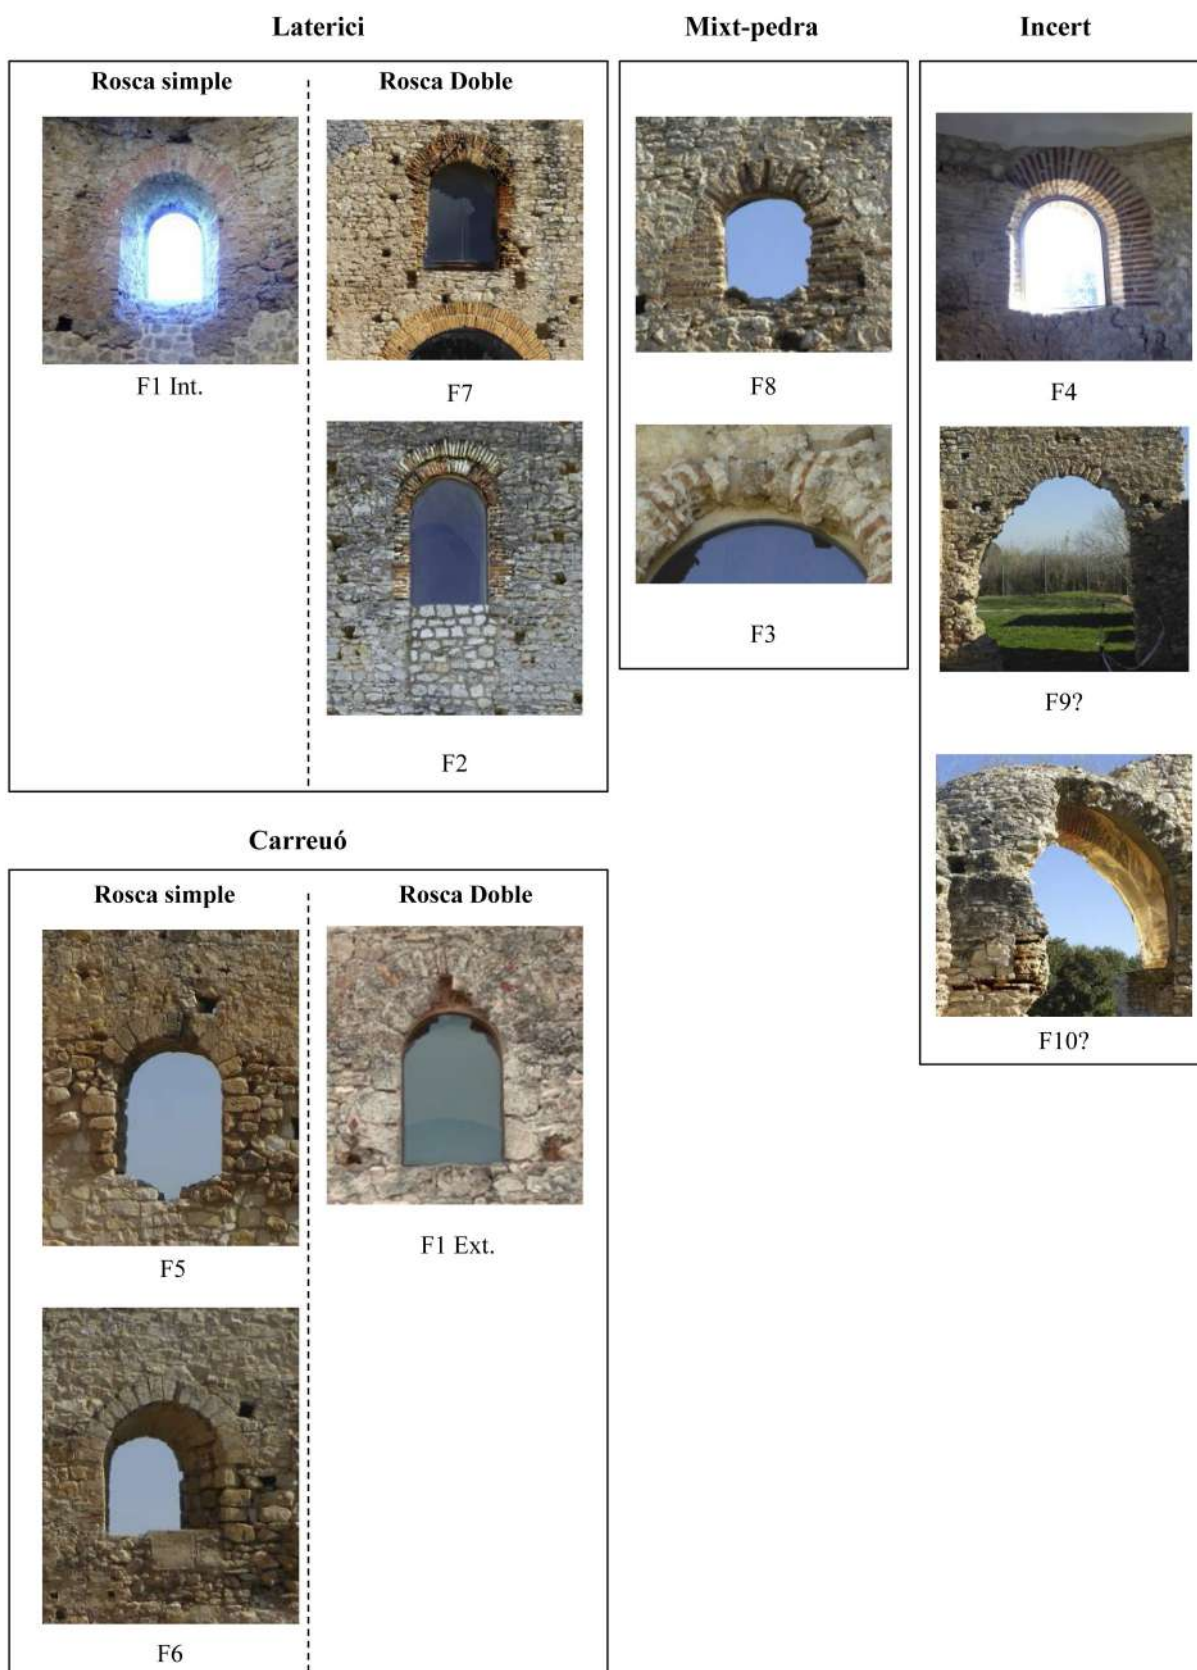 Laterici
Mixt-pedra
Incert
Rosca simple
Rosca Doble
F1 Int.
F7
F2
F8
F3
F4
F9?
F10?
Carreuó
Rosca simple
Rosca Doble
F5
F1 Ext.
F6